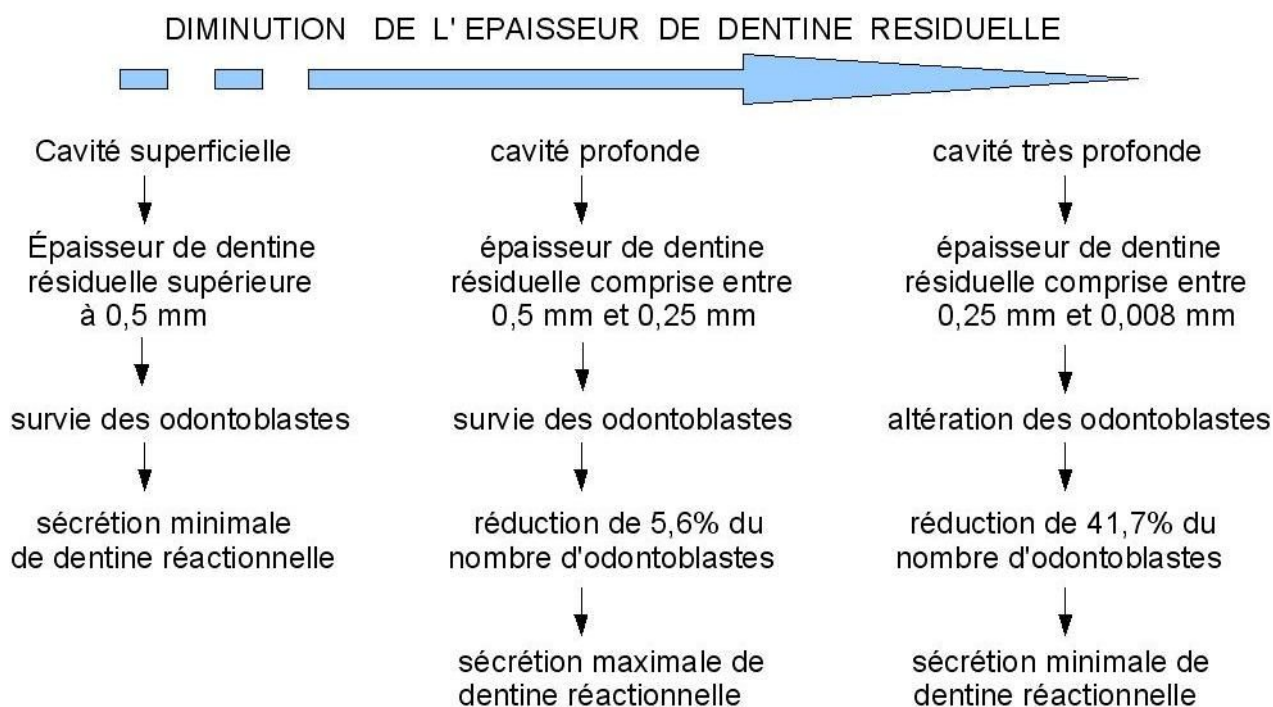 DIMINUTION DE L' EPAISSEUR DE DENTINE RESIDUELLE
Cavité superficielle
Épaisseur de dentine
résiduelle supérieure
à 0,5 mm
survie des odontoblastes
sécrétion minimale
de dentine réactionnelle
cavité profonde
épaisseur de dentine
résiduelle comprise entre
0,5 mm et 0,25 mm
survie des odontoblastes
réduction de 5,6% du
nombre d'odontoblastes
sécrétion maximale de
dentine réactionnelle
cavité très profonde
épaisseur de dentine
résiduelle comprise entre
0,25 mm et 0,008 mm
altération des odontoblastes
réduction de 41,7% du
nombre d'odontoblastes
sécrétion minimale de
dentine réactionnelle